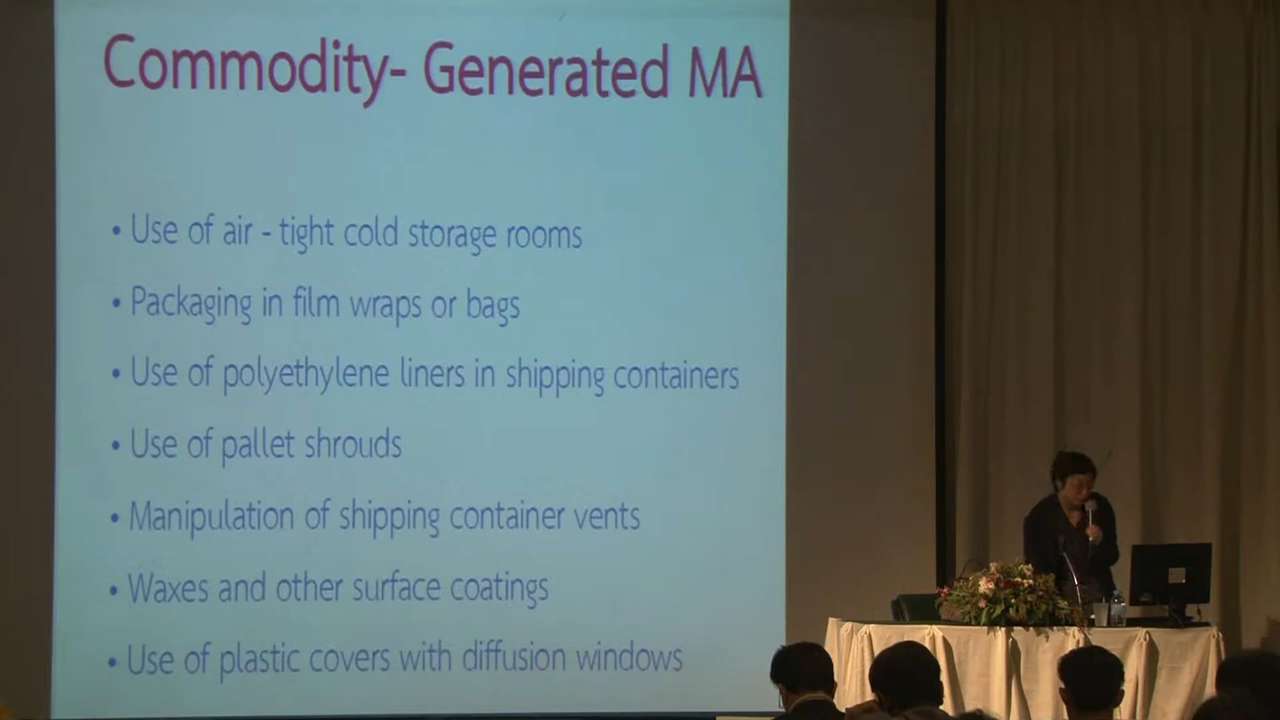 Commodity- Generated MA
• Use of air - tight cold storage rooms
• Packaging in film wraps or bags
• Use of polyethylene liners in shipping containers
• Use of pallet shrouds
• Manipulation of shipping container vents
• Waxes and other surface coatings
• Use of plastic covers with diffusion windows